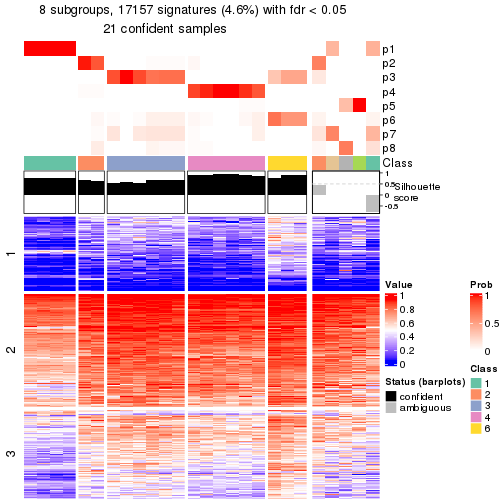 8 subgroups, 17157 signatures (4.6%) with fdr < 0.05
21 confident samples
p1
p2
p3
p4
p5
p6
p7
p8
Class
1
0.5
0
-0.5
Silhouette
score
1
2
3
Value
1
0.8
0.6
0.4
0.2
0
Prob
1
0.5
0
Status (barplots)
confident
ambiguous
Class
1
2
3
4
6